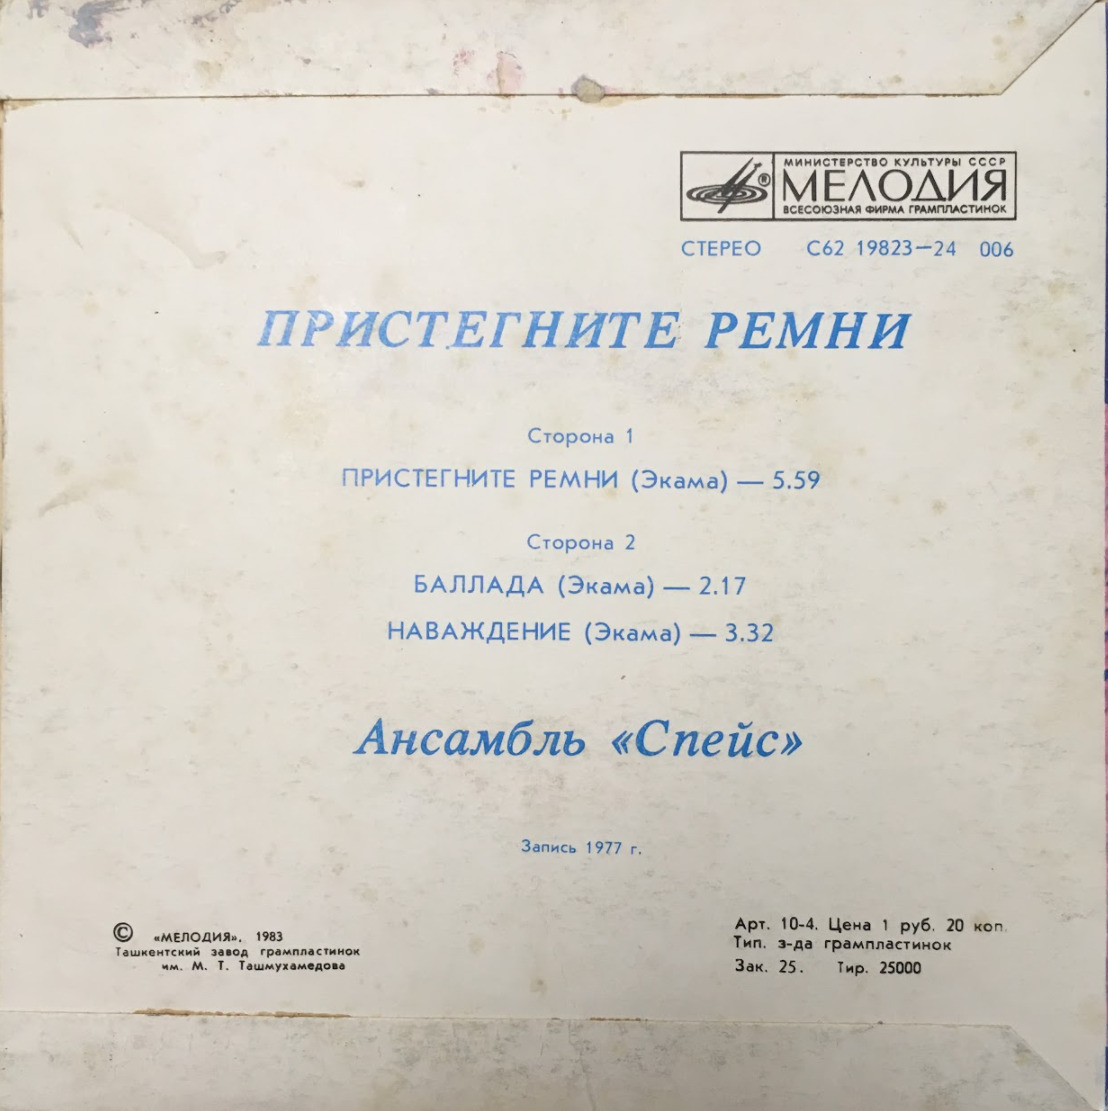 МИНИСТЕРСТВО КУЛЬТУРЫ СССР
МЕЛОДИЯ
ВСЕСОЮЗНАЯ ФИРМА ГРАМПЛАСТИНОК
СТЕРЕО С62 19823—24 006
ПРИСТЕГНИТЕ РЕМНИ
Сторона 1
ПРИСТЕГНИТЕ РЕМНИ (Экама) — 5.59
Сторона 2
БАЛЛАДА (Экама) — 2.17
НАВАЖДЕНИЕ (Экама) — 3.32
Ансамбль «Спейс»
Запись 1977 г.
© «МЕЛОДИЯ», 1983
Ташкентский завод грампластинок
им. М. Т. Ташмухамедова
Арт. 10-4. Цена 1 руб. 20 коп.
Тип. з-да грампластинок
Зак. 25. Тир. 25000